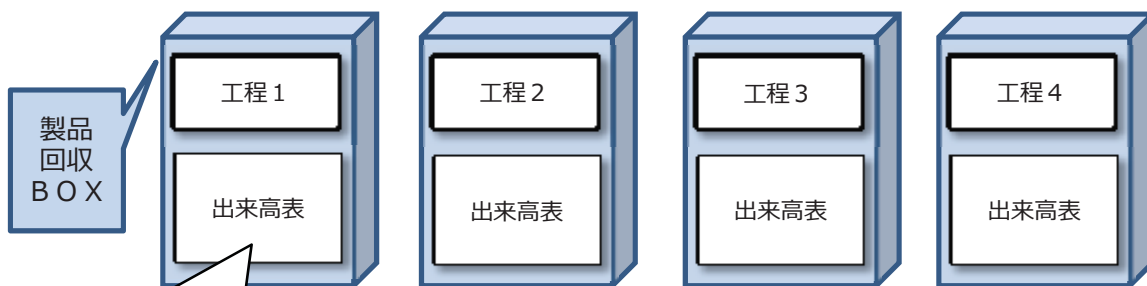 製品
回収
ＢＯＸ
工程１
出来高表
工程２
出来高表
工程３
出来高表
工程４
出来高表